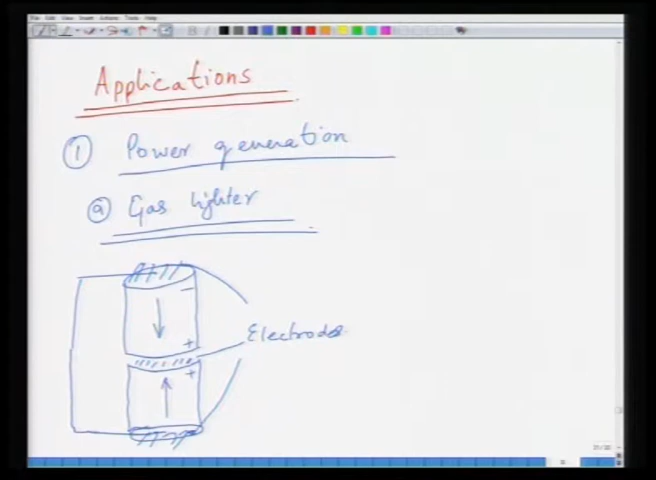 Applications
① Power generation
ⓐ Gas lighter
−
+
Electrodes
+